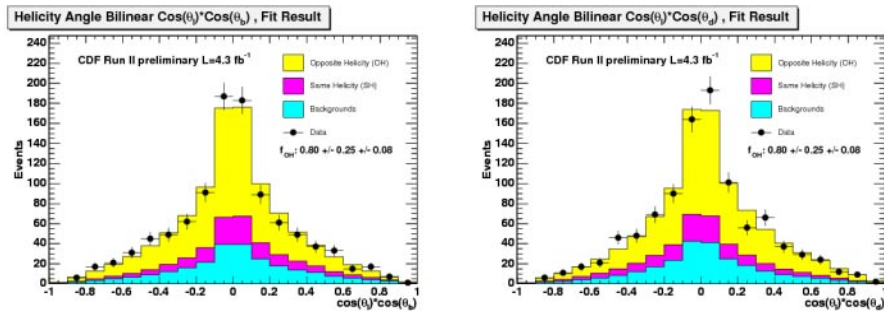 Helicity Angle Bilinear Cos(θₗ)*Cos(θ_b) , Fit Result
Events
240
220
200
180
160
140
120
100
80
60
40
20
0
CDF Run II preliminary L=4.3 fb⁻¹
Opposite Helicity (OH)
Same Helicity (SH)
Backgrounds
Data
f_OH: 0.80 +/- 0.25 +/- 0.08
-1 -0.8 -0.6 -0.4 -0.2 0 0.2 0.4 0.6 0.8 1
cos(θₗ)*cos(θ_b)
Helicity Angle Bilinear Cos(θₗ)*Cos(θ_d) , Fit Result
Events
240
220
200
180
160
140
120
100
80
60
40
20
0
CDF Run II preliminary L=4.3 fb⁻¹
Opposite Helicity (OH)
Same Helicity (SH)
Backgrounds
Data
f_OH: 0.80 +/- 0.25 +/- 0.08
-1 -0.8 -0.6 -0.4 -0.2 0 0.2 0.4 0.6 0.8 1
cos(θₗ)*cos(θ_d)